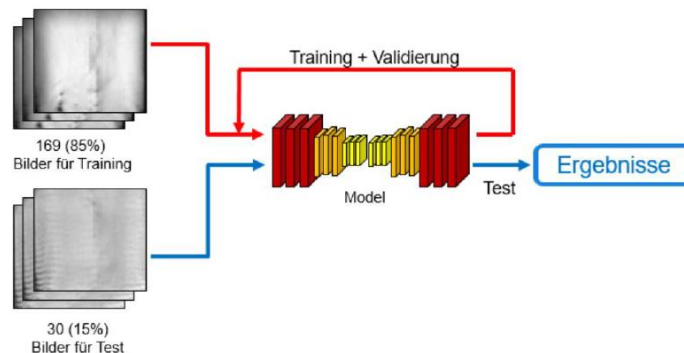 Training + Validierung
169 (85%)
Bilder für Training
Model
Test
Ergebnisse
30 (15%)
Bilder für Test